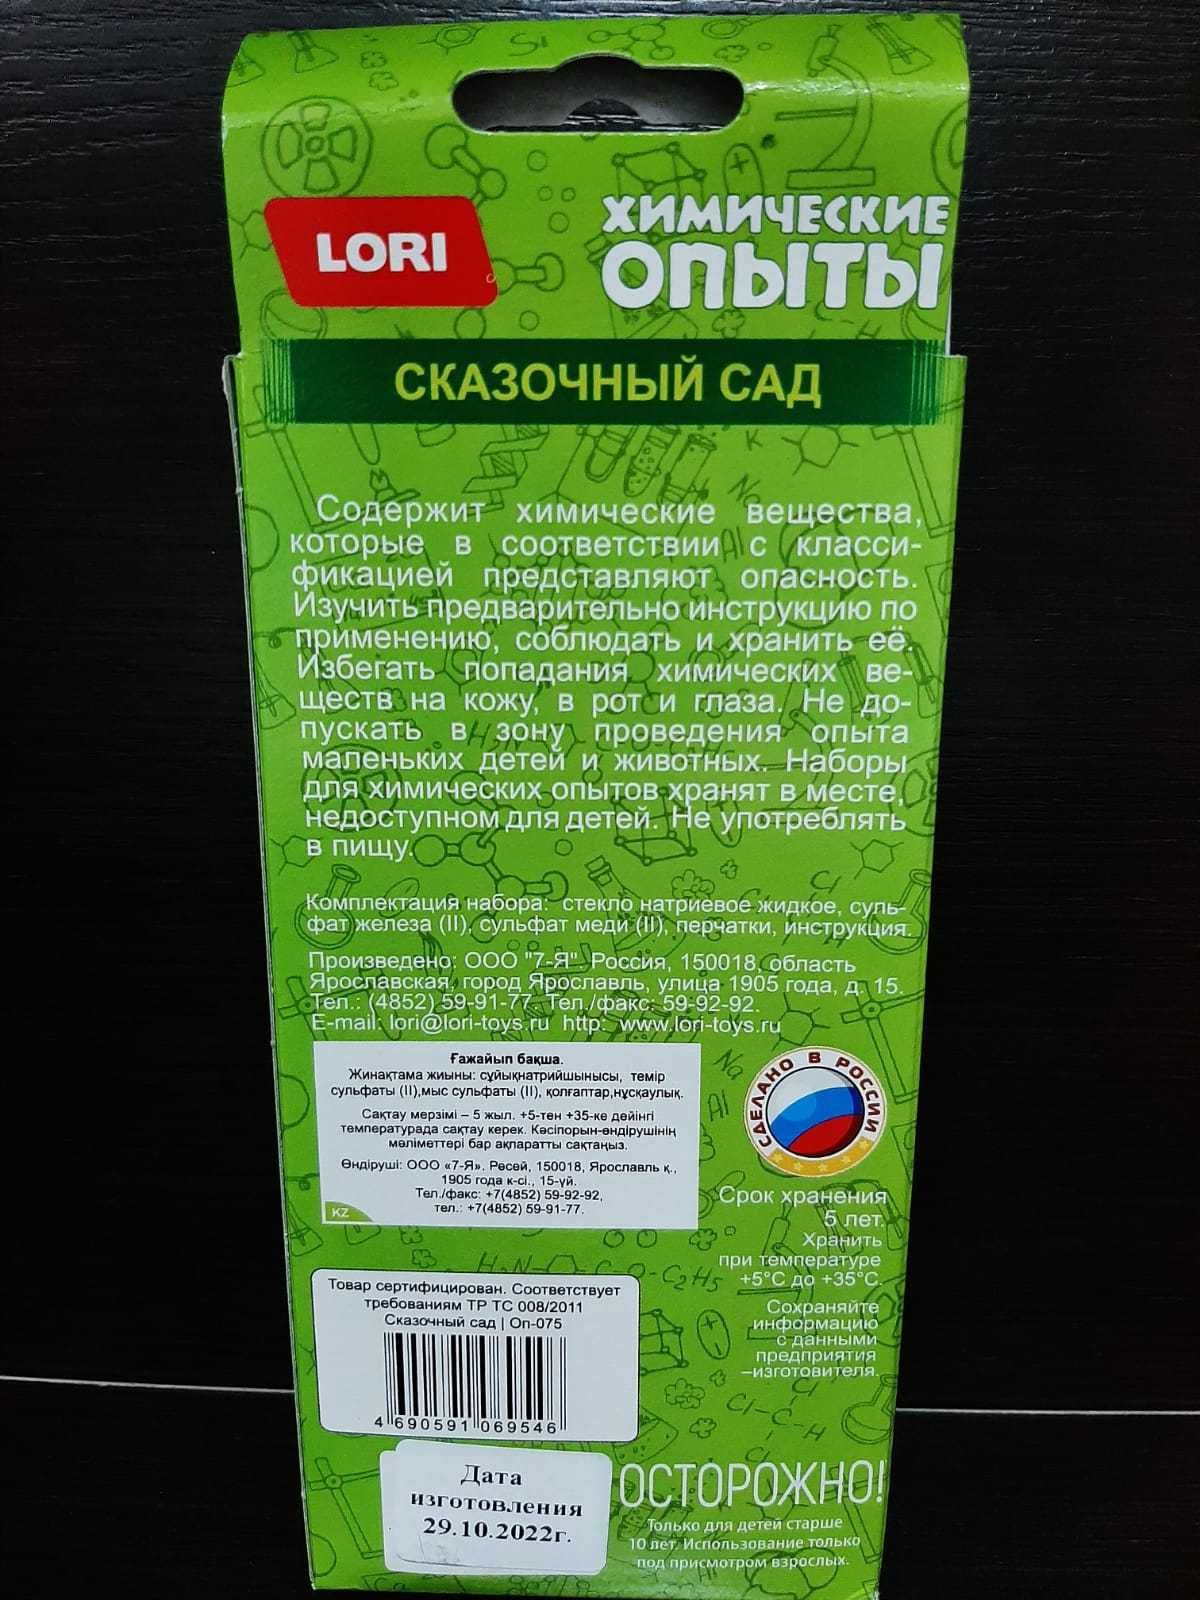 LORI
ХИМИЧЕСКИЕ
ОПЫТЫ
СКАЗОЧНЫЙ САД
Содержит химические вещества,
которые в соответствии с класси-
фикацией представляют опасность.
Изучить предварительно инструкцию по
применению, соблюдать и хранить её.
Избегать попадания химических ве-
ществ на кожу, в рот и глаза. Не до-
пускать в зону проведения опыта
маленьких детей и животных. Наборы
для химических опытов хранят в месте,
недоступном для детей. Не употреблять
в пищу.
Комплектация набора: стекло натриевое жидкое, суль-
фат железа (II), сульфат меди (II), перчатки, инструкция.
Произведено: ООО "7-Я" Россия, 150018, область
Ярославская, город Ярославль, улица 1905 года, д. 15.
Тел.: (4852) 59-91-77. Тел./факс: 59-92-92.
E-mail: lori@lori-toys.ru http: www.lori-toys.ru
Ғажайып бақша.
Жинақтама жиыны: сұйықнатрийшынысы, темір
сульфаты (II),мыс сульфаты (II), қолғаптар,нұсқаулық.
Сақтау мерзімі – 5 жыл. +5-тен +35-ке дейінгі
температурада сақтау керек. Кәсіпорын-өндірушінің
мәліметтері бар ақпаратты сақтаңыз.
Өндіруші: ООО «7-Я». Ресей, 150018, Ярославль қ.,
1905 года к-сі., 15-үй.
Тел./факс: +7(4852) 59-92-92,
тел.: +7(4852) 59-91-77.
KZ
СДЕЛАНО В РОССИИ
Срок хранения
5 лет.
Хранить
при температуре
+5°С до +35°С.
Сохраняйте
информацию
с данными
предприятия
–изготовителя.
Товар сертифицирован. Соответствует
требованиям ТР ТС 008/2011
Сказочный сад | Оп-075
4 690591 069546
Дата
изготовления
29.10.2022г.
ОСТОРОЖНО!
Только для детей старше
10 лет. Использование только
под присмотром взрослых.